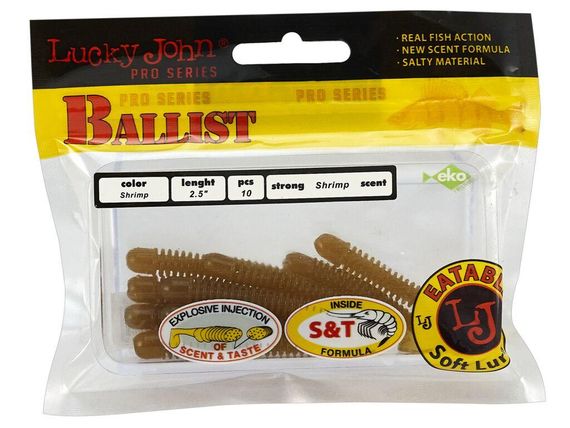 Lucky John
PRO SERIES
· REAL FISH ACTION
· NEW SCENT FORMULA
· SALTY MATERIAL
PRO SERIES
PRO SERIES
BALLIST
color
Shrimp
lenght
2.5"
pcs
10
strong Shrimp scent
eko
EXPLOSIVE INJECTION
OF
SCENT & TASTE
INSIDE
S&T
FORMULA
EATABL
LJ
LJ
Soft Lur